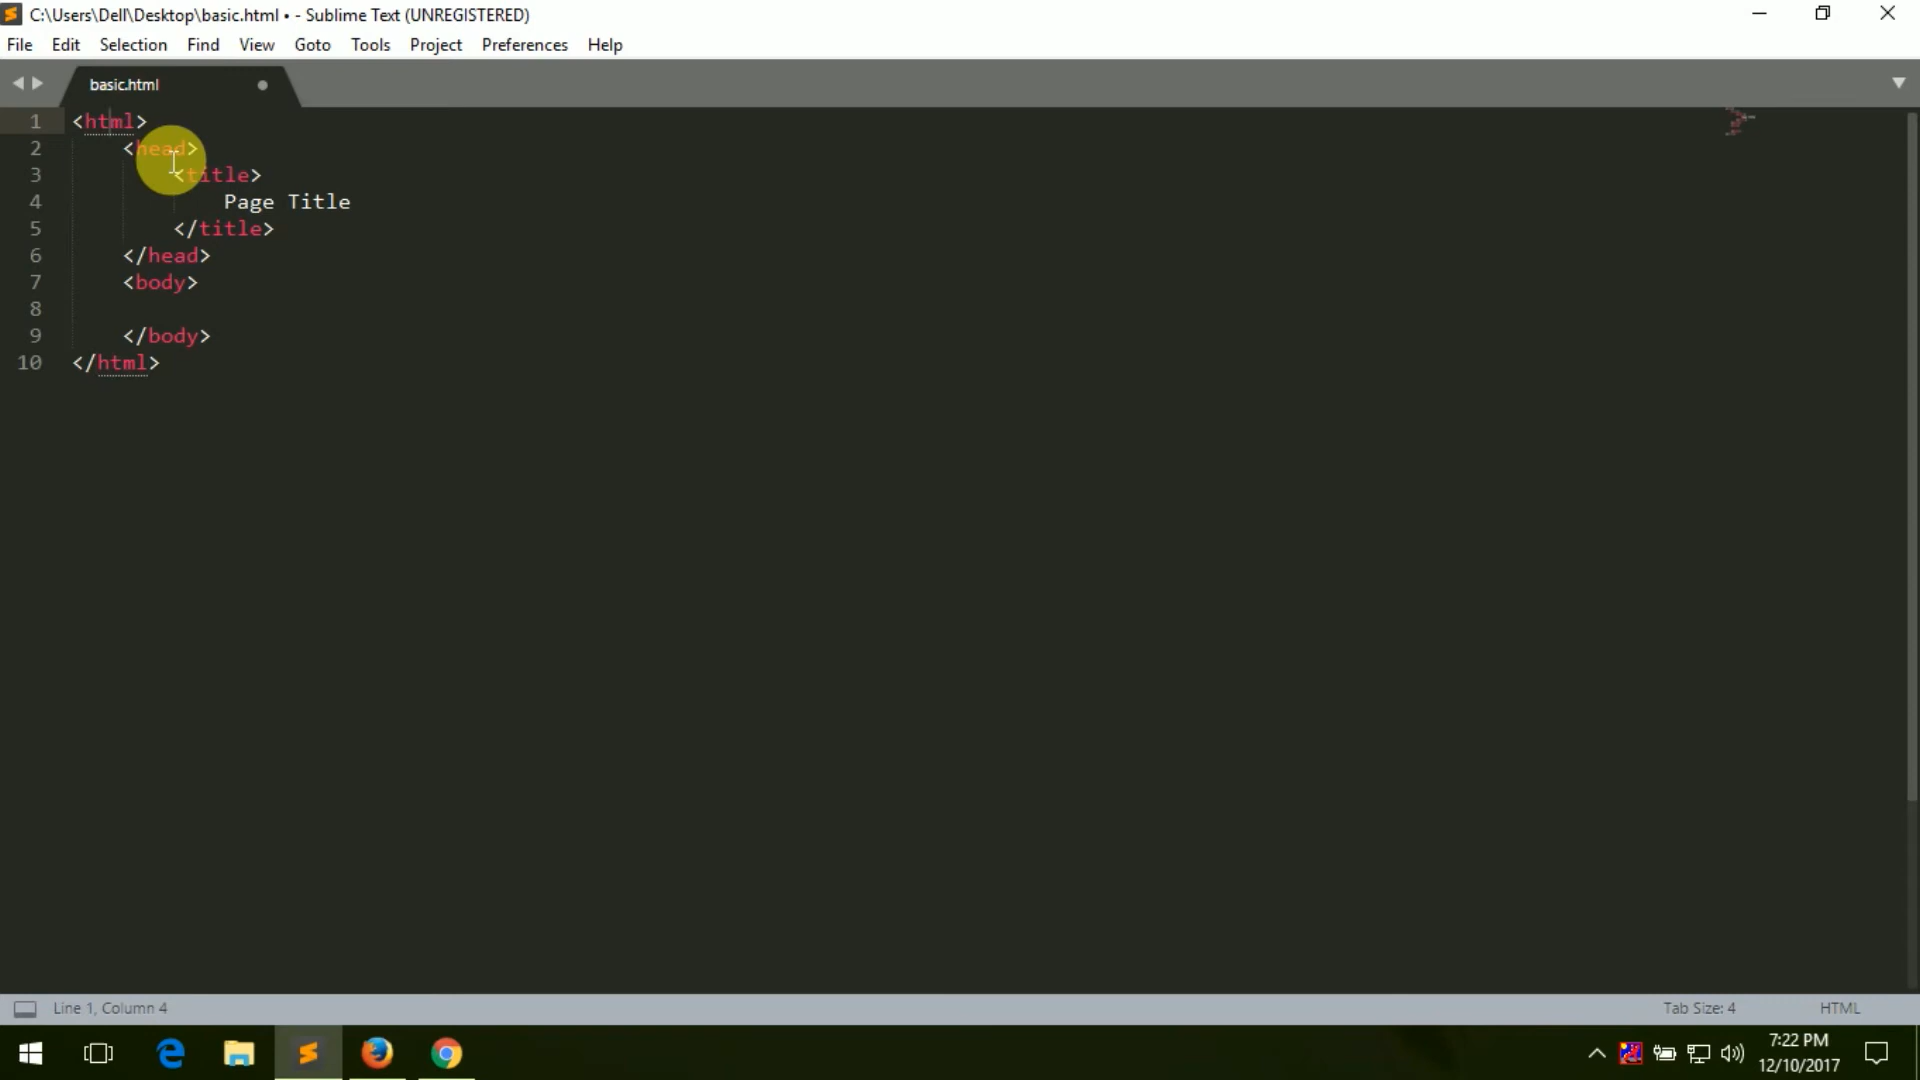 C:\Users\Dell\Desktop\basic.html • - Sublime Text (UNREGISTERED)
File Edit Selection Find View Goto Tools Project Preferences Help
basic.html
1 <html>
2 <head>
3 <title>
4 Page Title
5 </title>
6 </head>
7 <body>
8
9 </body>
10 </html>
Line 1, Column 4 Tab Size: 4 HTML
7:22 PM
12/10/2017